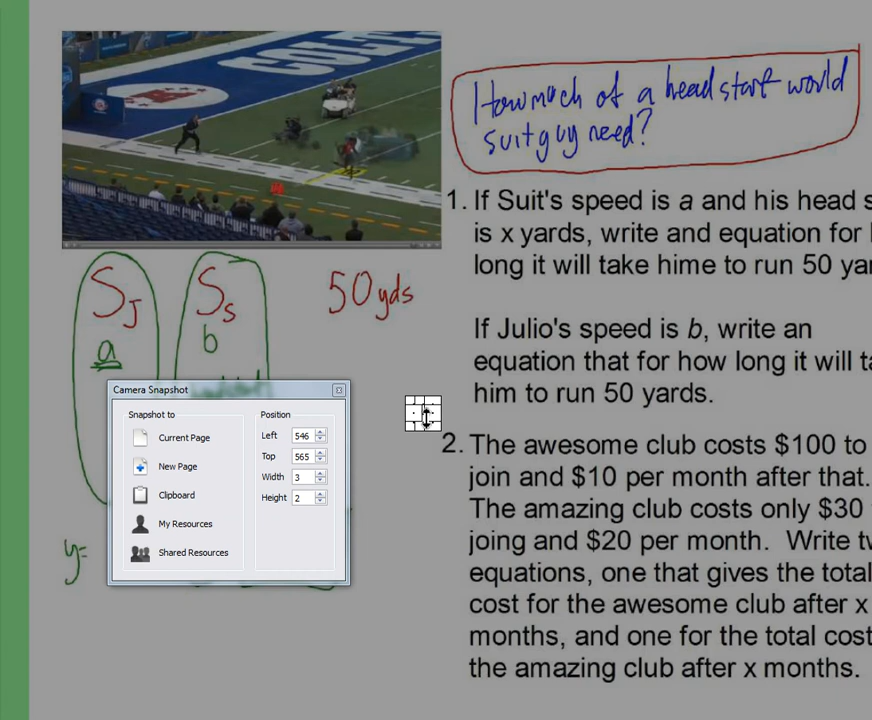 COLTS
How much of a head start would
suit guy need?
1. If Suit's speed is a and his head s
is x yards, write and equation for
long it will take hime to run 50 ya
S_J
S_S
50 yds
a
b
If Julio's speed is b, write an
equation that for how long it will ta
him to run 50 yards.
Camera Snapshot
Snapshot to
Current Page
New Page
Clipboard
My Resources
Shared Resources
Position
Left 546
Top 565
Width 3
Height 2
y=
2. The awesome club costs $100 to
join and $10 per month after that.
The amazing club costs only $30
joing and $20 per month. Write tw
equations, one that gives the total
cost for the awesome club after x
months, and one for the total cost
the amazing club after x months.